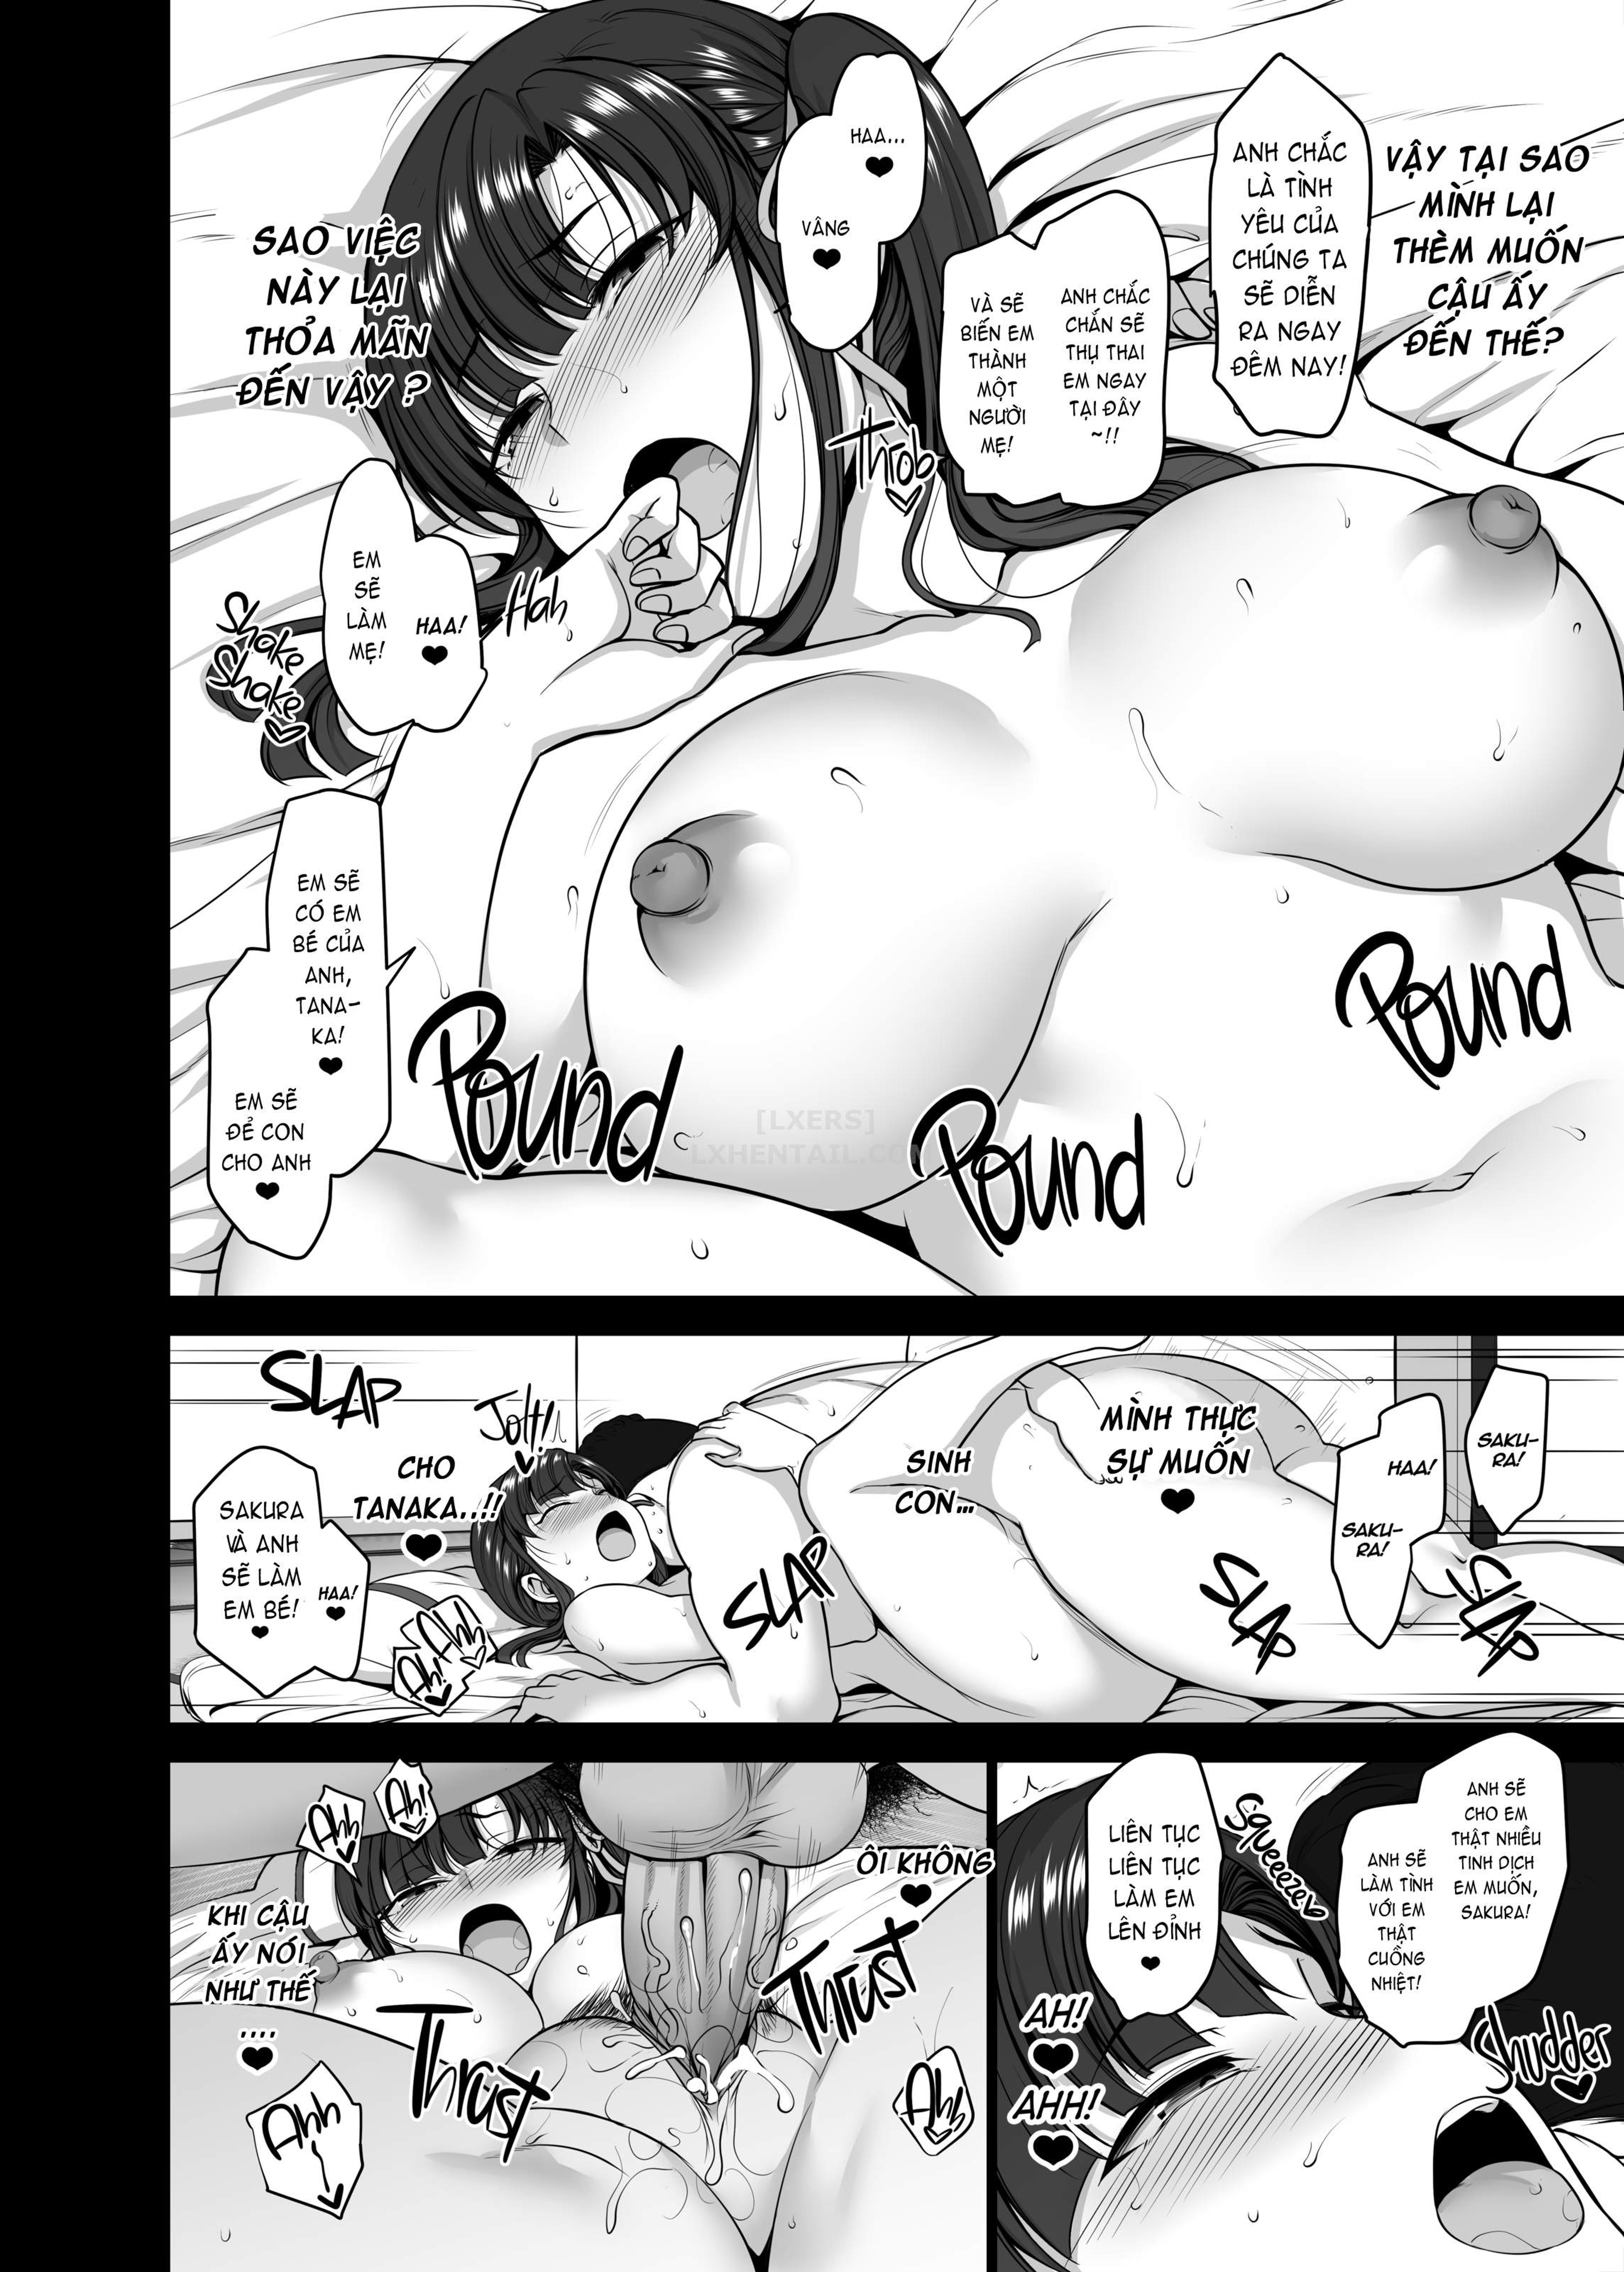 VẬY TẠI SAO
MÌNH LẠI
THÈM MUỐN
CẬU ẤY
ĐẾN THẾ?
ANH CHẮC
LÀ TÌNH
YÊU CỦA
CHÚNG TA
SẼ DIỄN
RA NGAY
ĐÊM NAY!
ANH CHẮC
CHẮN SẼ
THỤ THAI
EM NGAY
TẠI ĐÂY
~!!
VÀ SẼ
BIẾN EM
THÀNH
MỘT
NGƯỜI
MẸ!
HAA...
VÂNG
SAO VIỆC
NÀY LẠI
THỎA MÃN
ĐẾN VẬY ?
Throb
HAA!
EM
SẼ
LÀM
MẸ!
Hah
Shake
Shake
EM SẼ
CÓ EM
BÉ CỦA
ANH,
TANA-
KA!
EM SẼ
ĐẺ CON
CHO ANH
Pound
Pound
Pound
[LXERS]
LXHENTAI.COM
SAKU-
RA!
HAA!
SAKU-
RA!
MÌNH THỰC
SỰ MUỐN
SINH
CON...
CHO
TANAKA..!!
Jolt!
SLAP
SLAP
SLAP
SLAP
SAKURA
VÀ ANH
SẼ LÀM
EM BÉ!
HAA!
Ahh
Ah!
ANH SẼ
CHO EM
THẬT NHIỀU
TINH DỊCH
EM MUỐN,
SAKURA!
ANH SẼ
LÀM TÌNH
VỚI EM
THẬT
CUỒNG
NHIỆT!
Squeeeze
LIÊN TỤC
LIÊN TỤC
LÀM EM
LÊN ĐỈNH
AH!
AHH!
Shudder
ÔI KHÔNG
Ah!
Ahh
KHI CẬU
ẤY NÓI
NHƯ THẾ
....
Thrust
Thrust
Ahh
Ah!